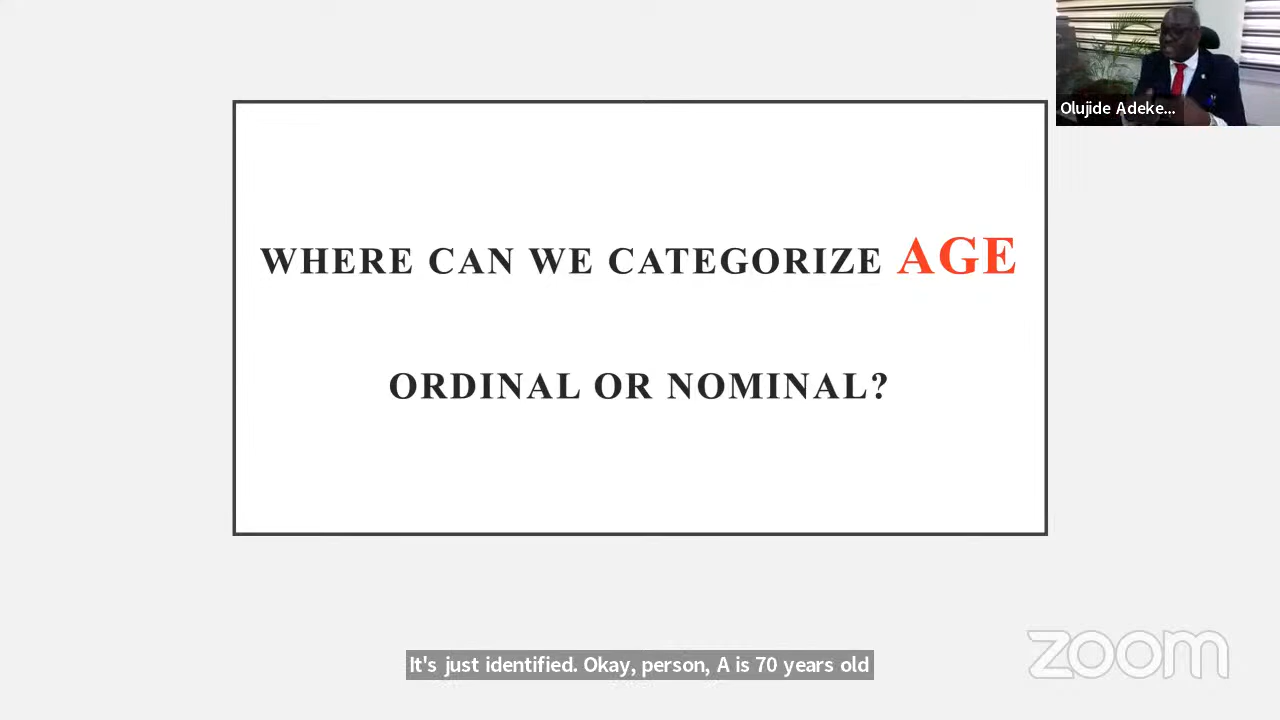 Olujide Adeke...
WHERE CAN WE CATEGORIZE AGE
ORDINAL OR NOMINAL?
It's just identified. Okay, person, A is 70 years old
zoom